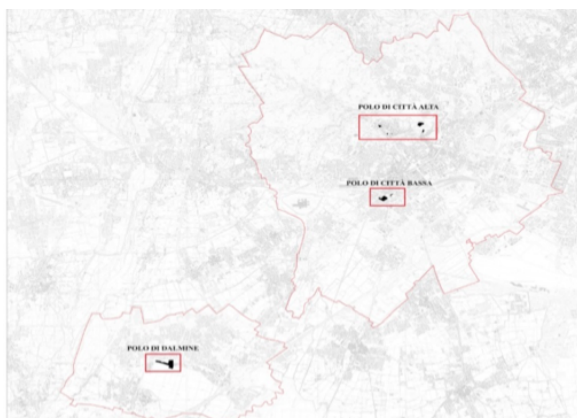 POLO DI CITTÀ ALTA
POLO DI CITTÀ BASSA
POLO DI DALMINE